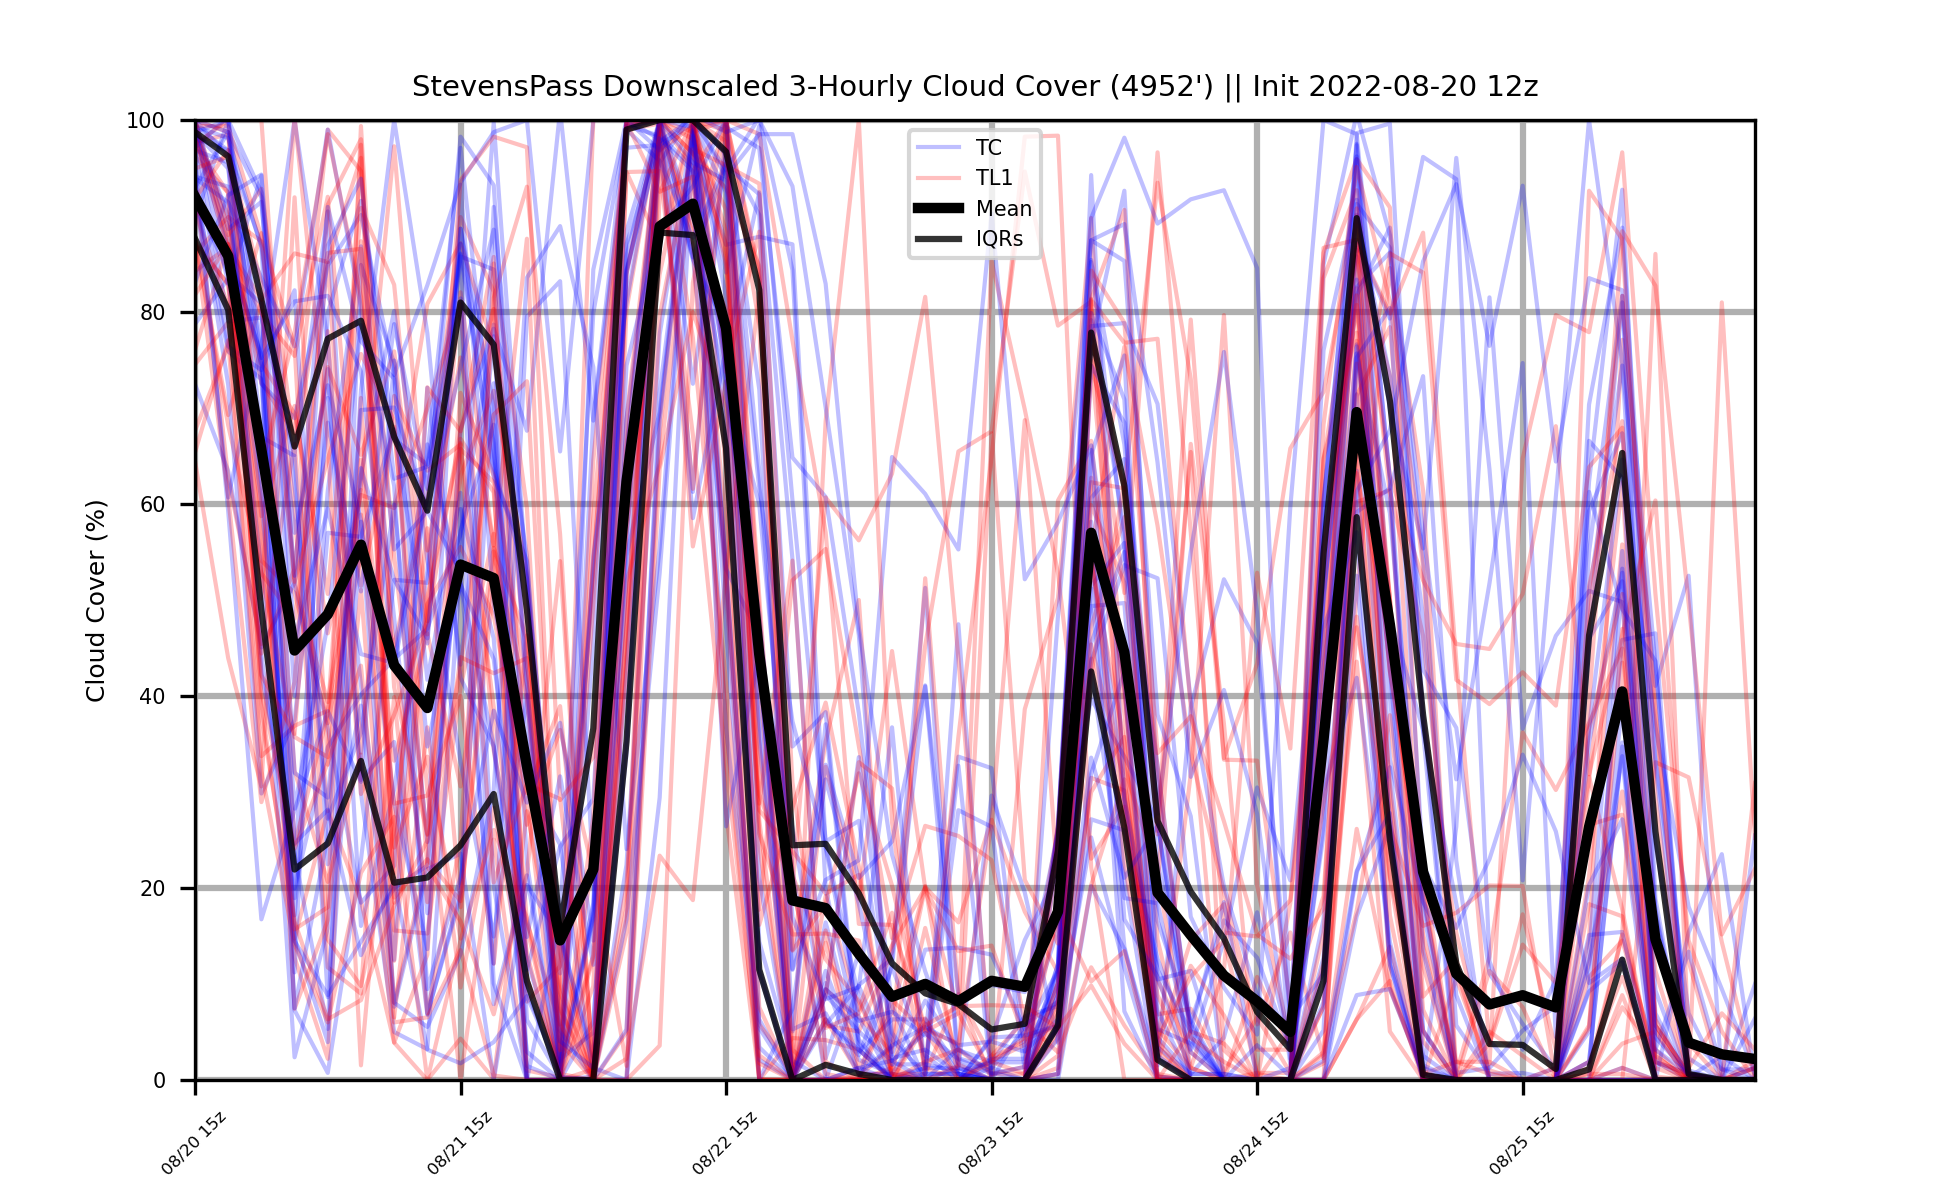 StevensPass Downscaled 3-Hourly Cloud Cover (4952') || Init 2022-08-20 12z
TC
TL1
Mean
IQRs
Cloud Cover (%)
100
80
60
40
20
0
08/20 15z
08/21 15z
08/22 15z
08/23 15z
08/24 15z
08/25 15z